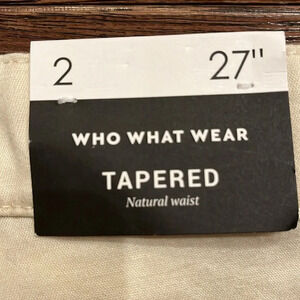 2 27"
WHO WHAT WEAR
TAPERED
Natural waist